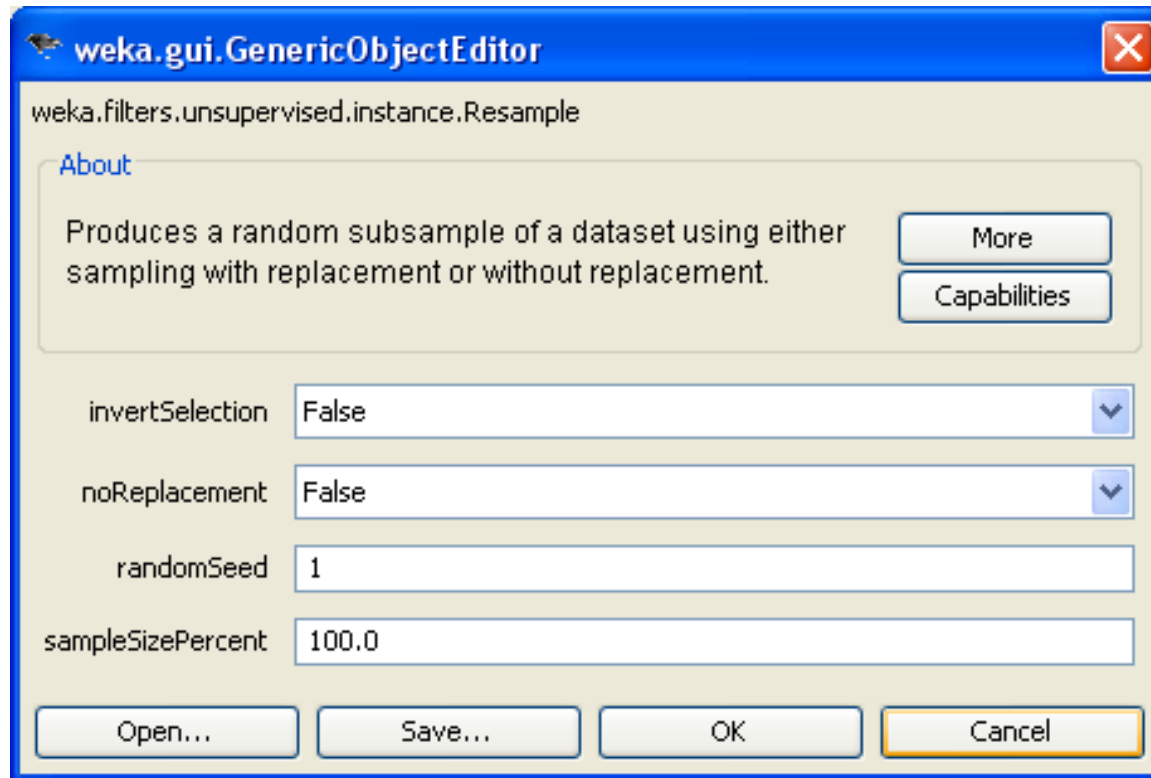 weka.gui.GenericObjectEditor
weka.filters.unsupervised.instance.Resample
About
Produces a random subsample of a dataset using either
sampling with replacement or without replacement.
More
Capabilities
invertSelection False
noReplacement False
randomSeed 1
sampleSizePercent 100.0
Open... Save... OK Cancel